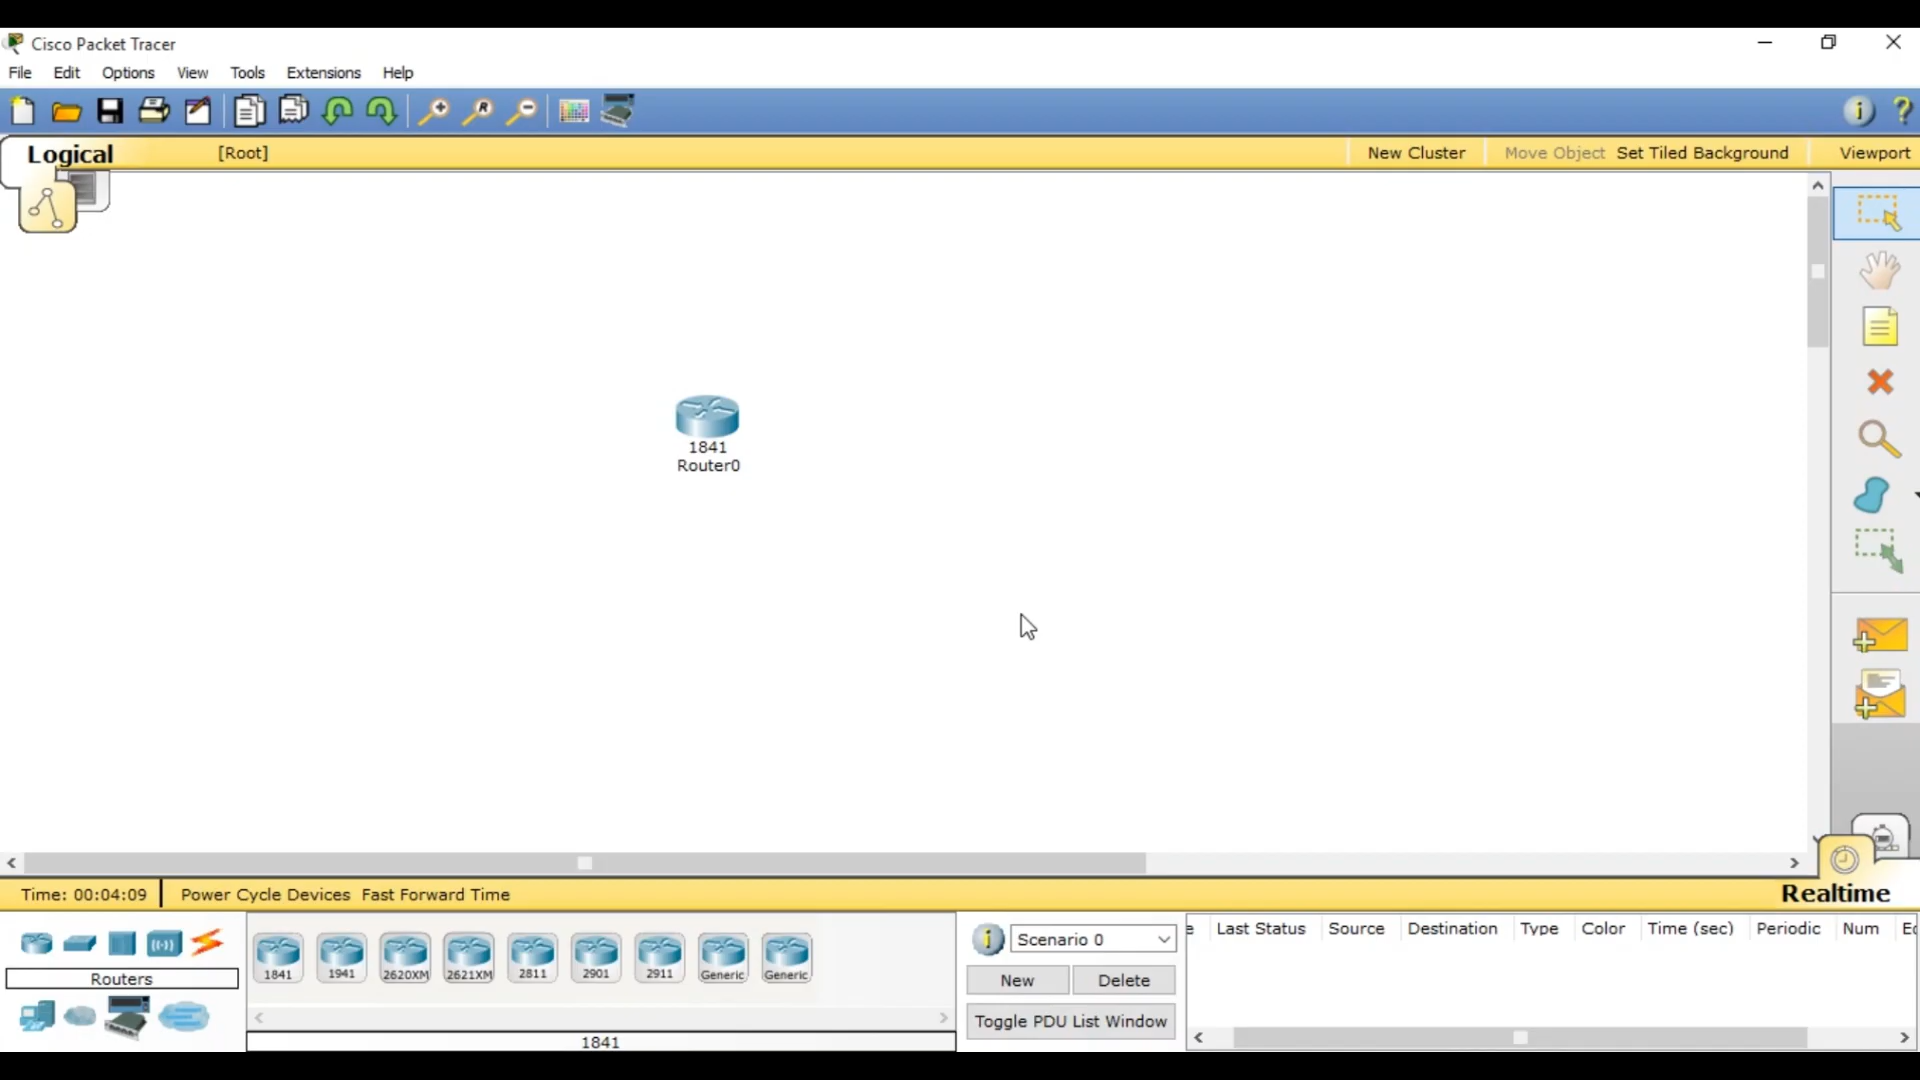 Cisco Packet Tracer
File Edit Options View Tools Extensions Help
Logical [Root] New Cluster Move Object Set Tiled Background Viewport
1841
Router0
Time: 00:04:09 Power Cycle Devices Fast Forward Time Realtime
Routers
1841 1941 2620XM 2621XM 2811 2901 2911 Generic Generic
1841
Scenario 0
New Delete
Toggle PDU List Window
e Last Status Source Destination Type Color Time (sec) Periodic Num Ed